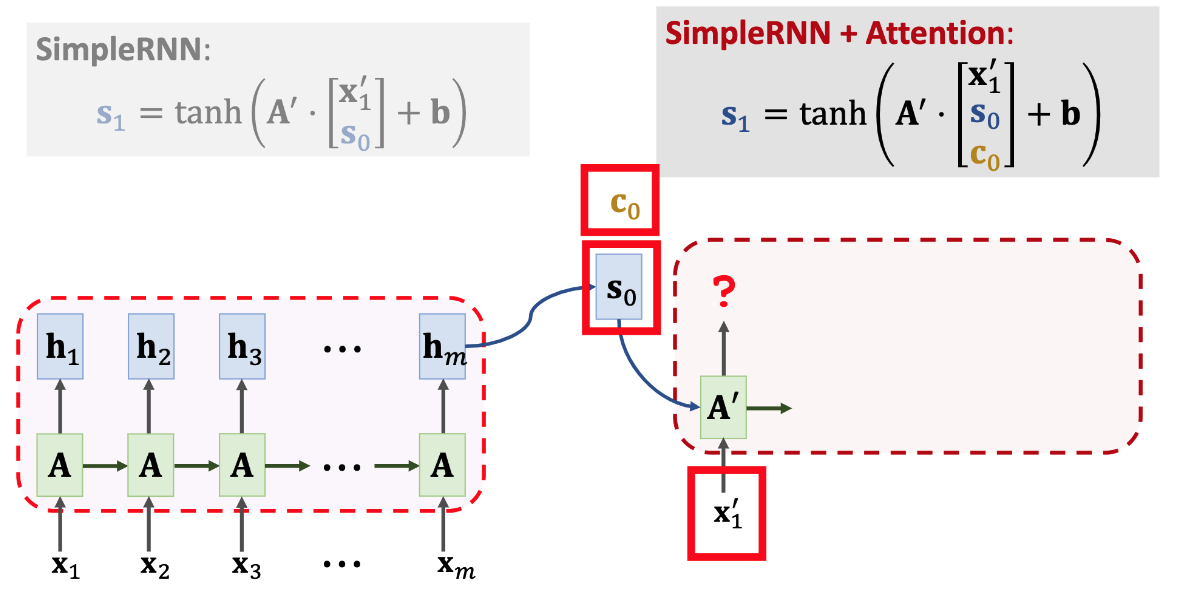 SimpleRNN:
s₁ = tanh(A′ · [x′₁ s₀] + b)
SimpleRNN + Attention:
s₁ = tanh(A′ · [x′₁ s₀ c₀] + b)
c₀
s₀
?
h₁ h₂ h₃ ⋯ hₘ
A′
A A A ⋯ A
x′₁
x₁ x₂ x₃ ⋯ xₘ